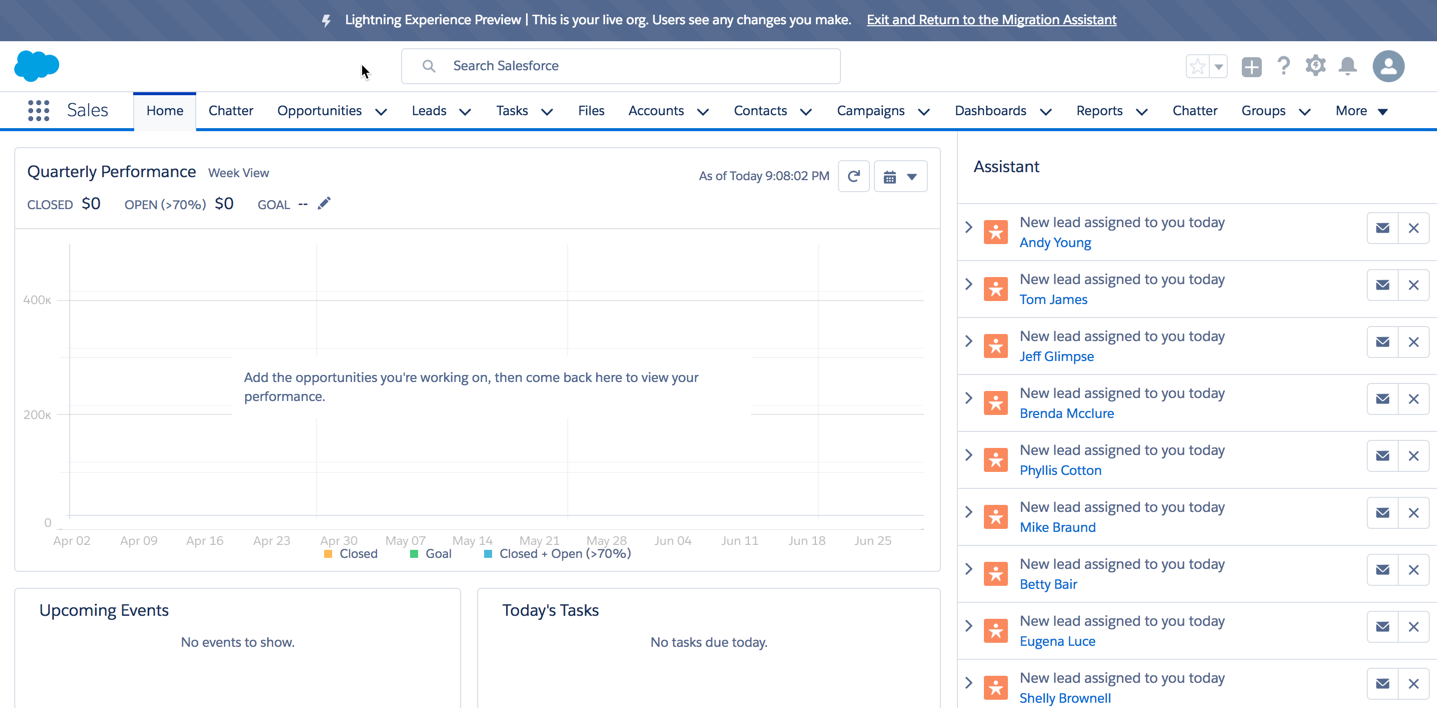 Lightning Experience Preview | This is your live org. Users see any changes you make. Exit and Return to the Migration Assistant
Search Salesforce
Sales Home Chatter Opportunities Leads Tasks Files Accounts Contacts Campaigns Dashboards Reports Chatter Groups More
Quarterly Performance Week View
As of Today 9:08:02 PM
CLOSED $0 OPEN (>70%) $0 GOAL --
400K
200K
0
Add the opportunities you're working on, then come back here to view your
performance.
Apr 02 Apr 09 Apr 16 Apr 23 Apr 30 May 07 May 14 May 21 May 28 Jun 04 Jun 11 Jun 18 Jun 25
Closed Goal Closed + Open (>70%)
Upcoming Events
No events to show.
Today's Tasks
No tasks due today.
Assistant
New lead assigned to you today
Andy Young
New lead assigned to you today
Tom James
New lead assigned to you today
Jeff Glimpse
New lead assigned to you today
Brenda Mcclure
New lead assigned to you today
Phyllis Cotton
New lead assigned to you today
Mike Braund
New lead assigned to you today
Betty Bair
New lead assigned to you today
Eugena Luce
New lead assigned to you today
Shelly Brownell